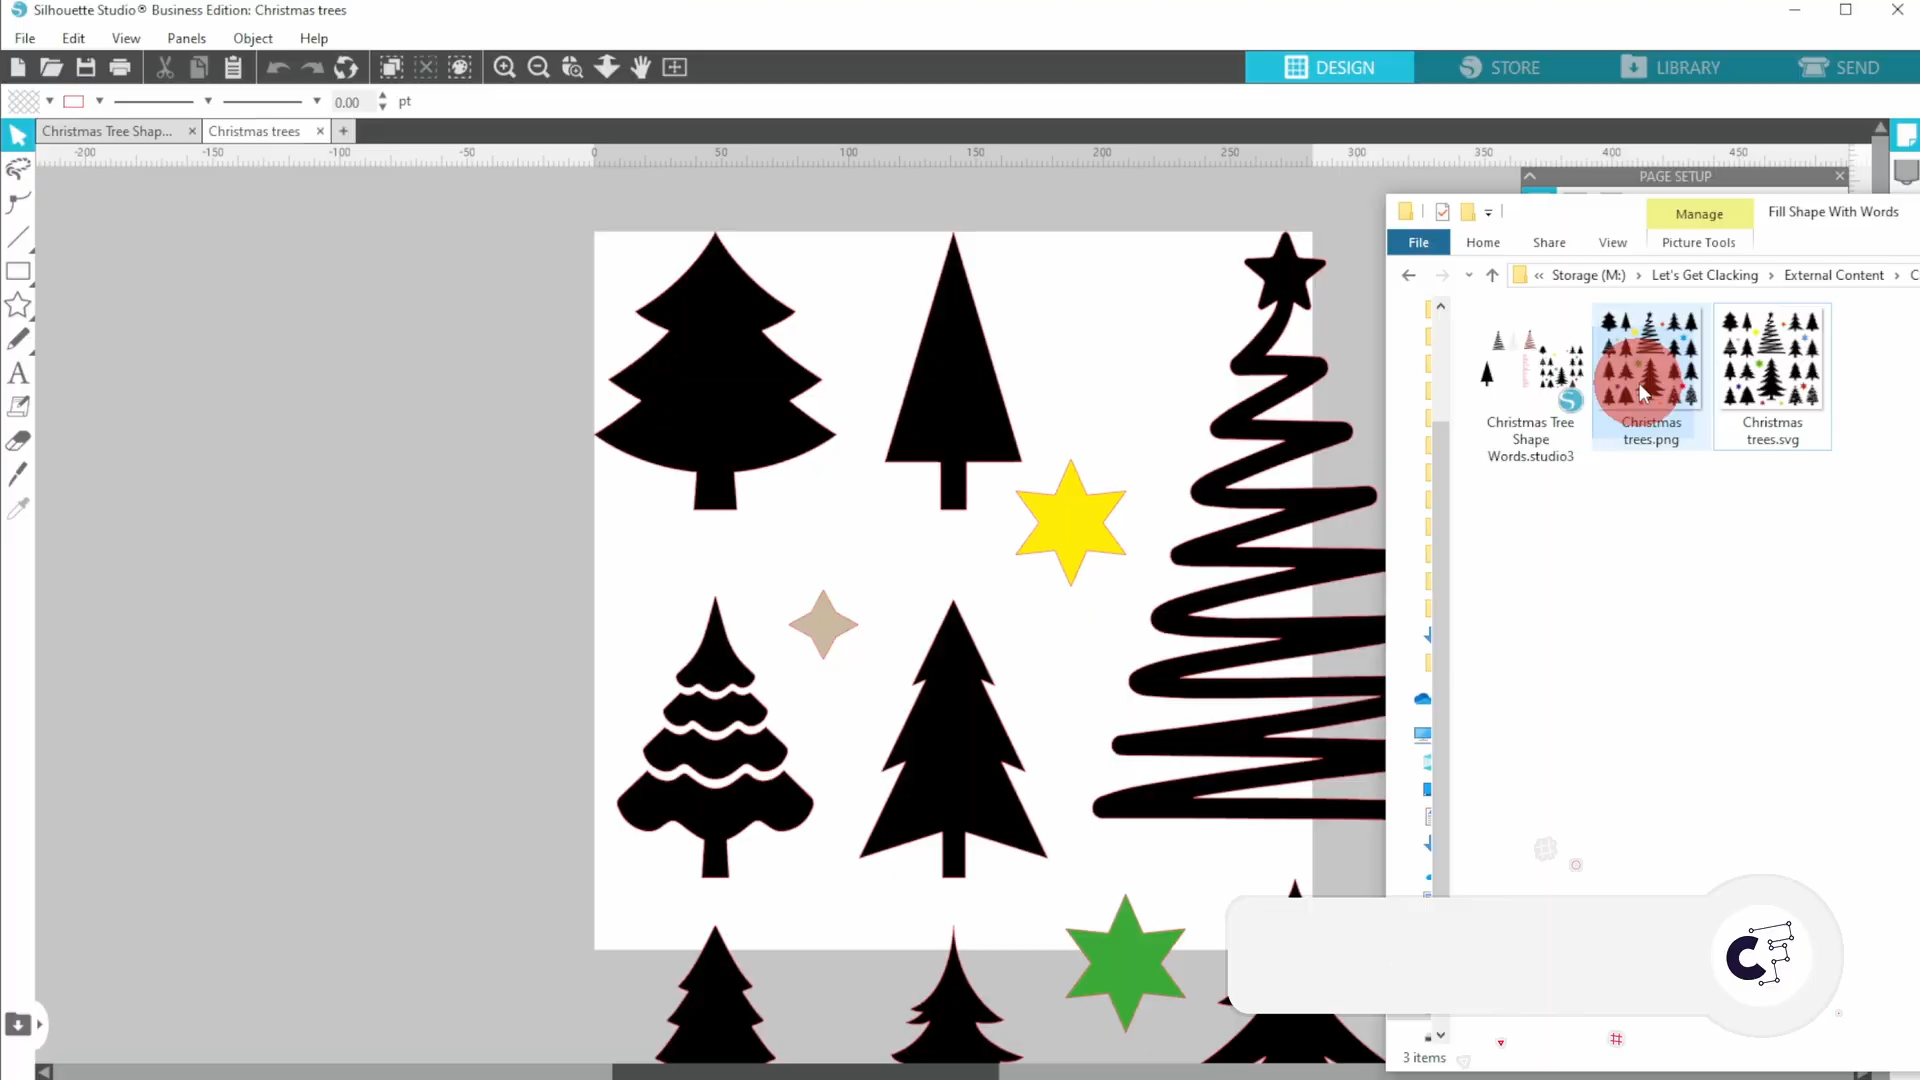 Silhouette Studio® Business Edition: Christmas trees
File Edit View Panels Object Help
DESIGN STORE LIBRARY SEND
0.00 pt
Christmas Tree Shap... Christmas trees
-200 -150 -100 -50 0 50 100 150 200 250 300 350 400 450
PAGE SETUP
Manage Fill Shape With Words
File Home Share View Picture Tools
« Storage (M:) › Let's Get Clacking › External Content › C
Christmas Tree
Shape
Words.studio3
Christmas
trees.png
Christmas
trees.svg
3 items